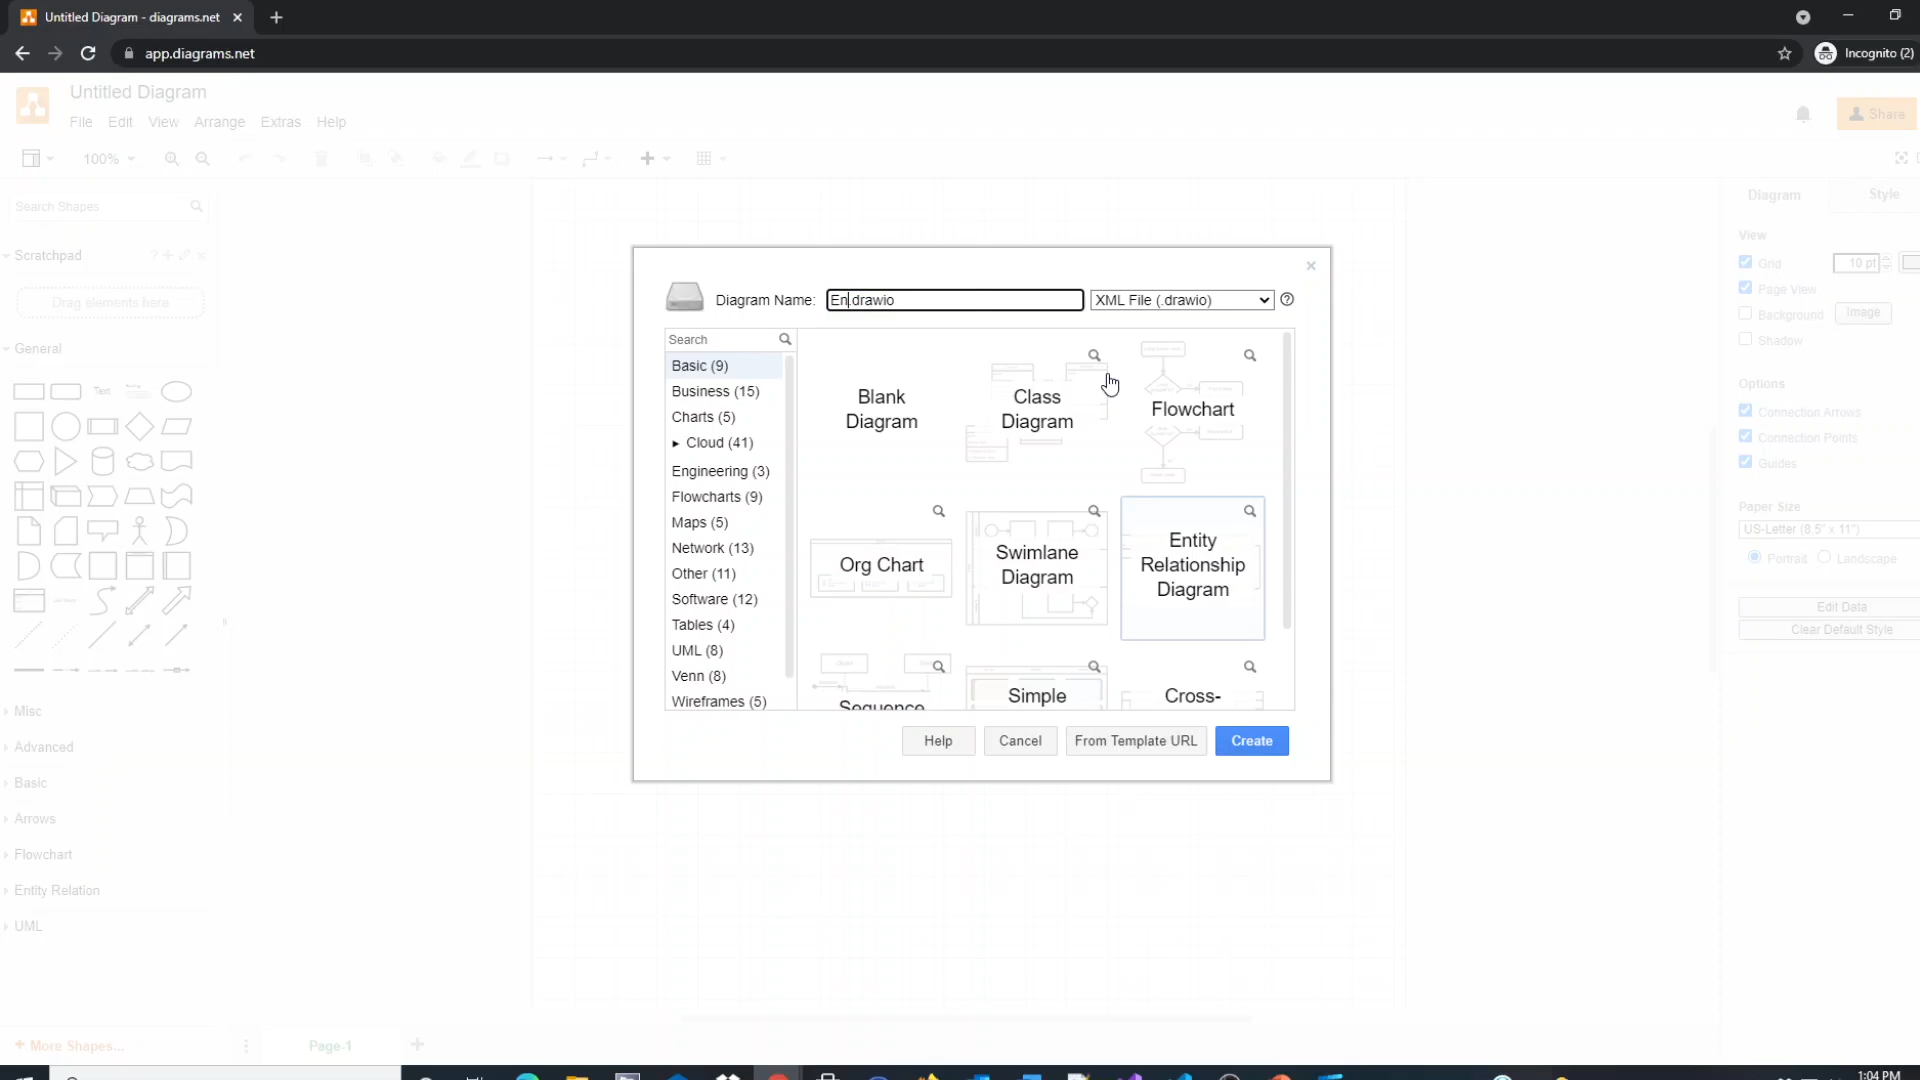 Untitled Diagram - diagrams.net
app.diagrams.net
Incognito (2)
Untitled Diagram
File Edit View Arrange Extras Help
Share
100%
Search Shapes
Scratchpad
Drag elements here
General
Text
Misc
Advanced
Basic
Arrows
Flowchart
Entity Relation
UML
More Shapes...
Page-1
Diagram Name: En.drawio XML File (.drawio)
Search
Basic (9)
Business (15)
Charts (5)
Cloud (41)
Engineering (3)
Flowcharts (9)
Maps (5)
Network (13)
Other (11)
Software (12)
Tables (4)
UML (8)
Venn (8)
Wireframes (5)
Blank
Diagram
Class
Diagram
Flowchart
Org Chart
Swimlane
Diagram
Entity
Relationship
Diagram
Sequence
Simple
Cross-
Help Cancel From Template URL Create
Diagram Style
View
Grid 10 pt
Page View
Background Image
Shadow
Options
Connection Arrows
Connection Points
Guides
Paper Size
US-Letter (8.5" x 11")
Portrait Landscape
Edit Data
Clear Default Style
1:04 PM